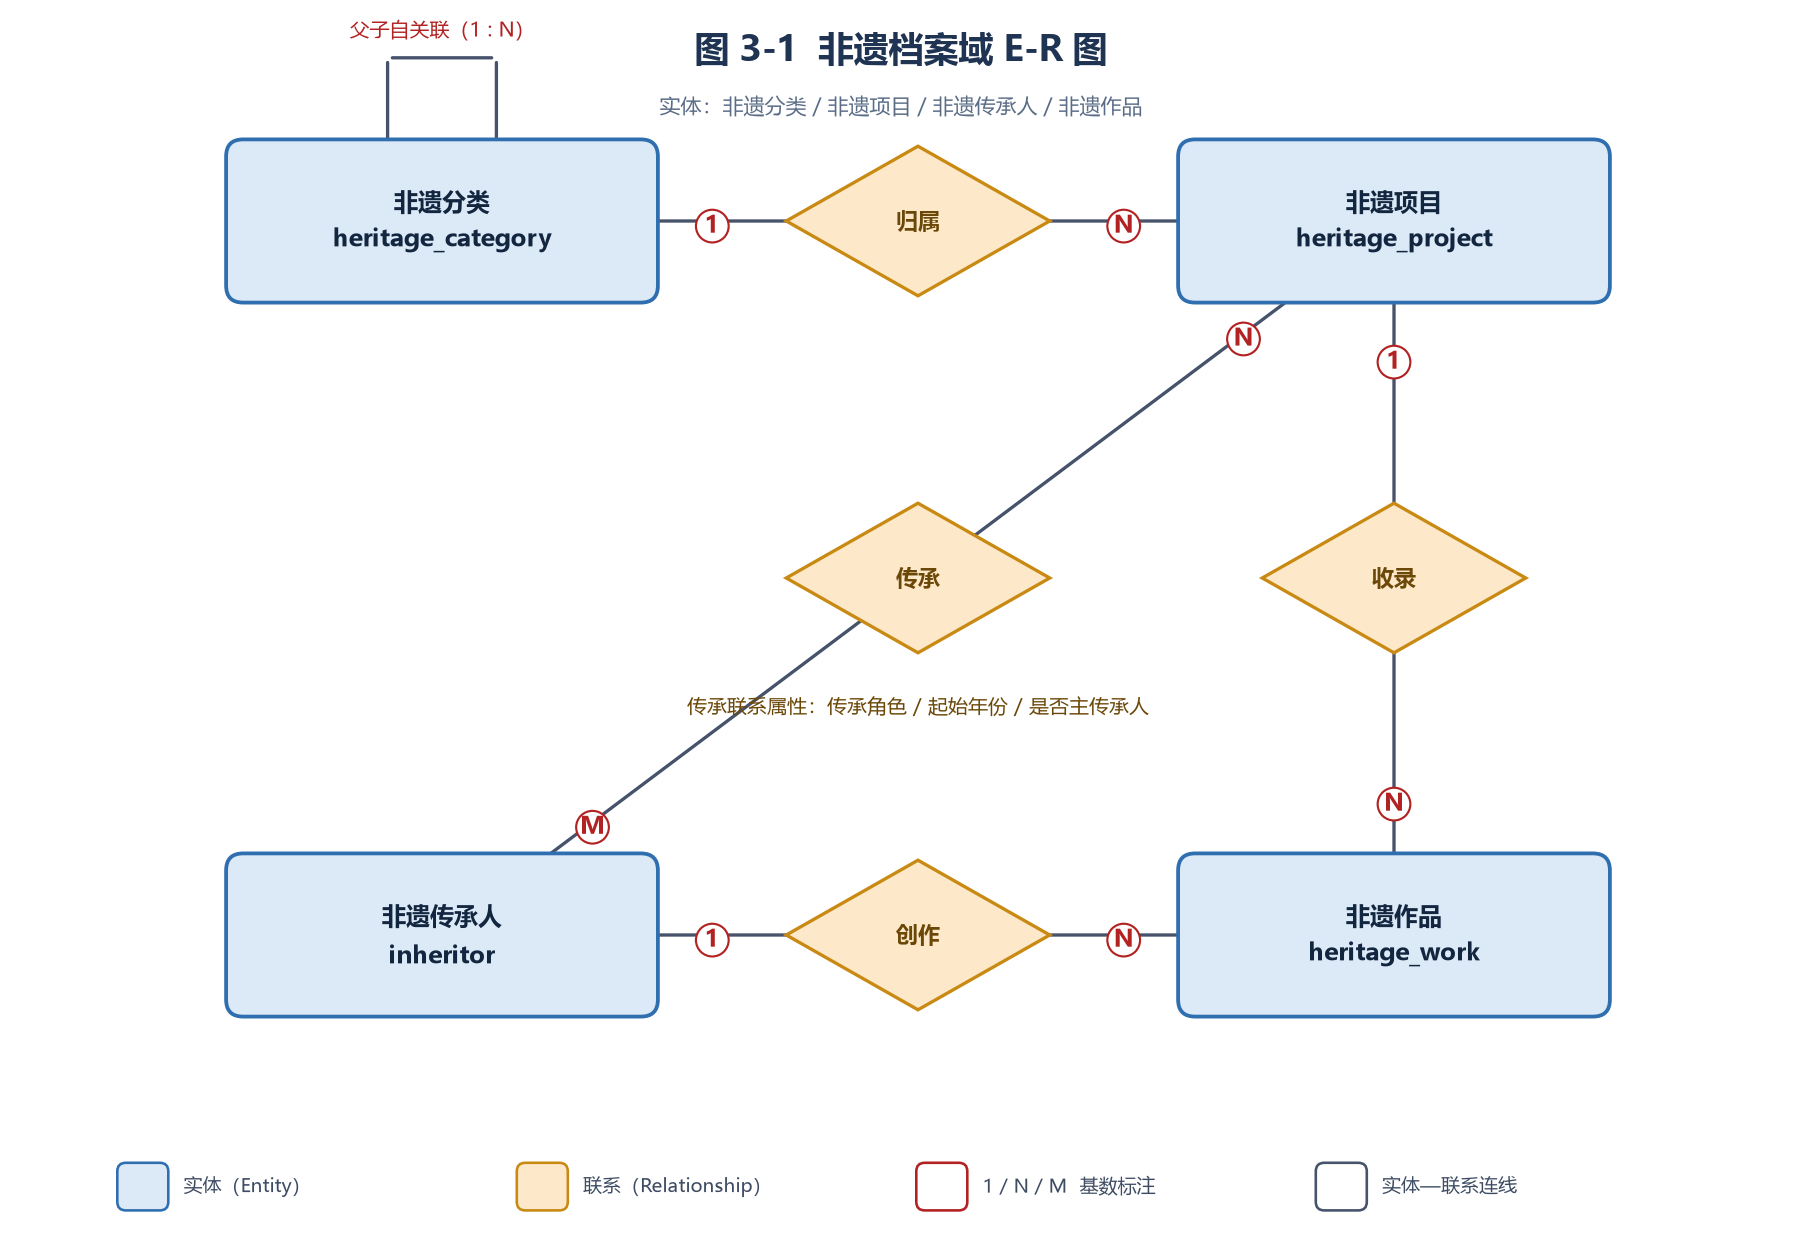 父子自关联（1 : N）
图 3-1 非遗档案域 E-R 图
实体：非遗分类 / 非遗项目 / 非遗传承人 / 非遗作品
非遗分类
heritage_category
1
归属
N
非遗项目
heritage_project
N
1
传承
收录
传承联系属性：传承角色 / 起始年份 / 是否主传承人
N
M
非遗传承人
inheritor
1
创作
N
非遗作品
heritage_work
实体（Entity）
联系（Relationship）
1 / N / M 基数标注
实体—联系连线